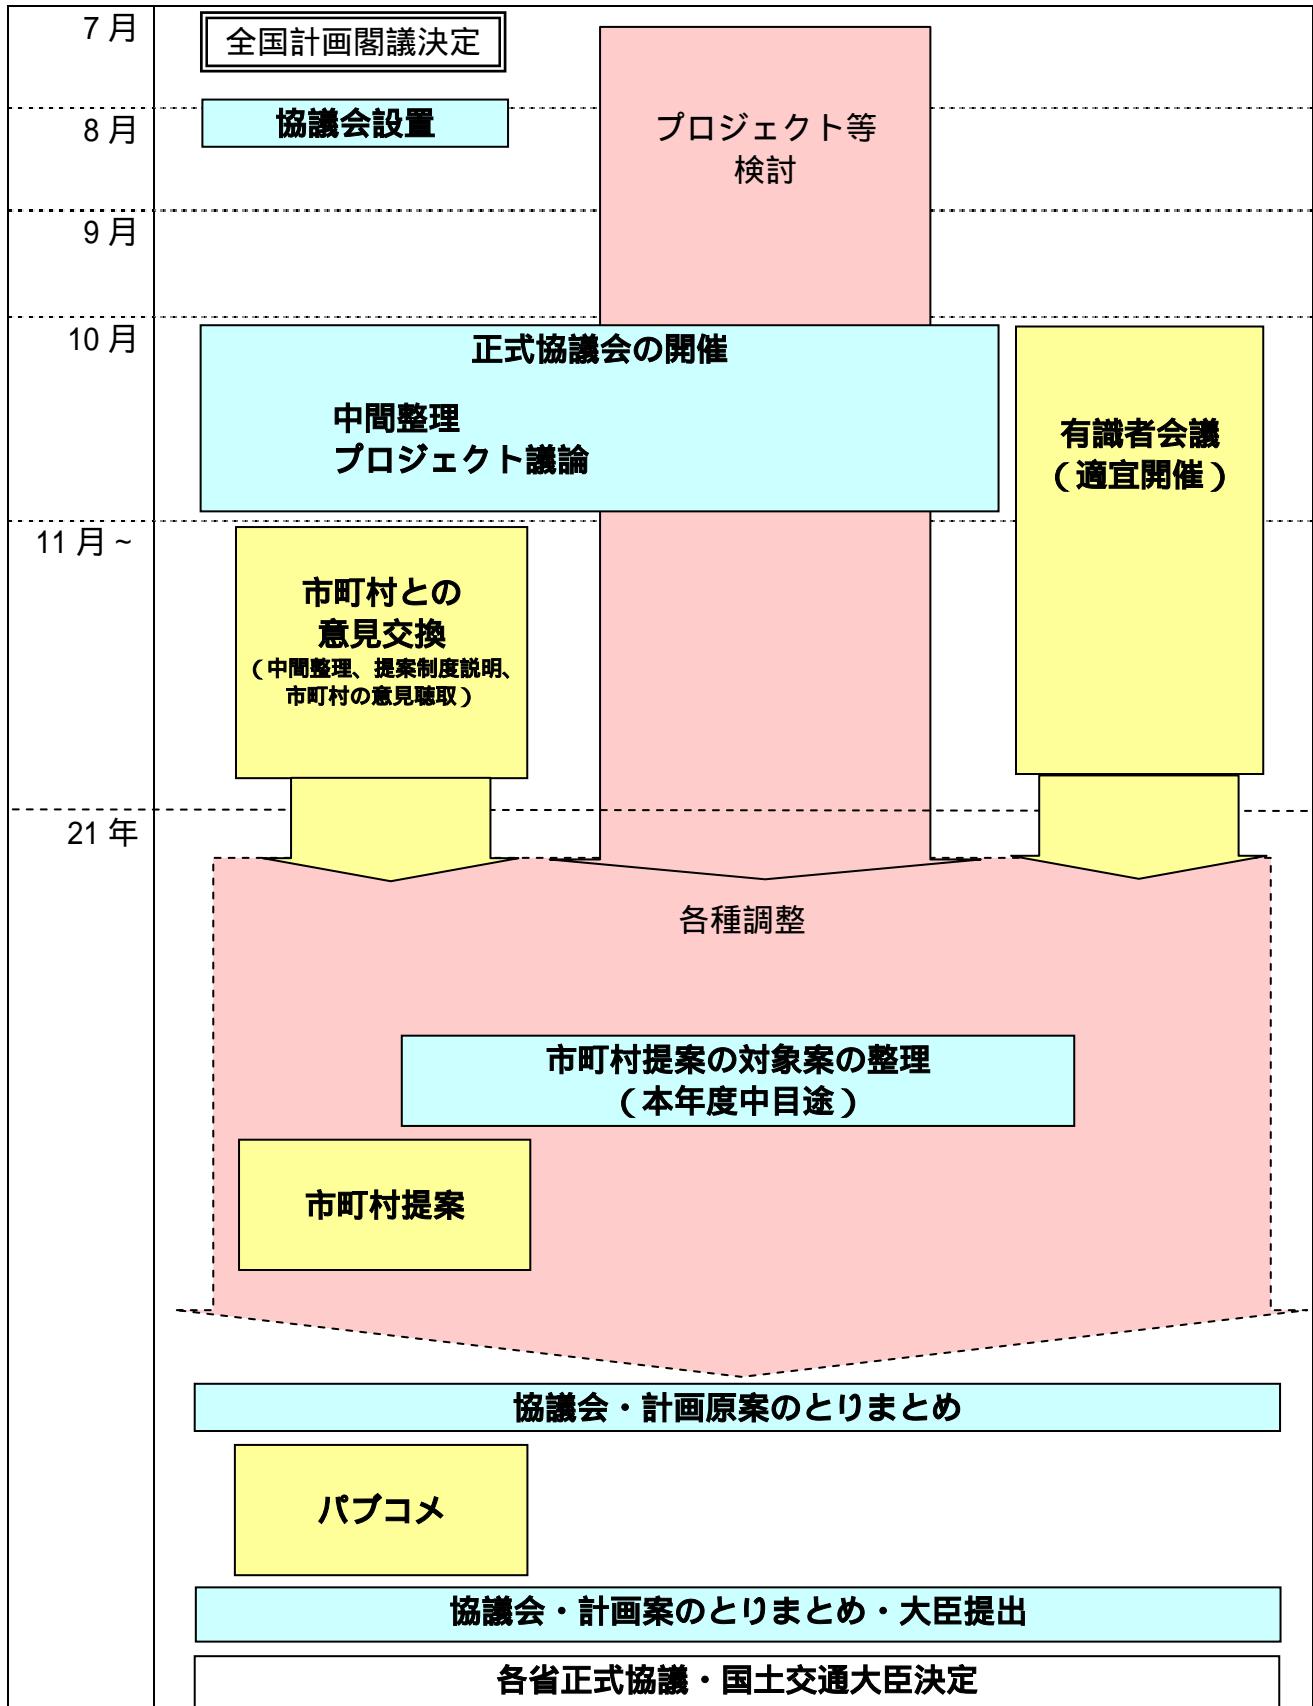 7月
全国計画閣議決定
8月
協議会設置
プロジェクト等
検討
9月
10月
正式協議会の開催
中間整理
プロジェクト議論
有識者会議
（適宜開催）
11月~
市町村との
意見交換
（中間整理、提案制度説明、
市町村の意見聴取）
21年
各種調整
市町村提案の対象案の整理
（本年度中目途）
市町村提案
協議会・計画原案のとりまとめ
パブコメ
協議会・計画案のとりまとめ・大臣提出
各省正式協議・国土交通大臣決定